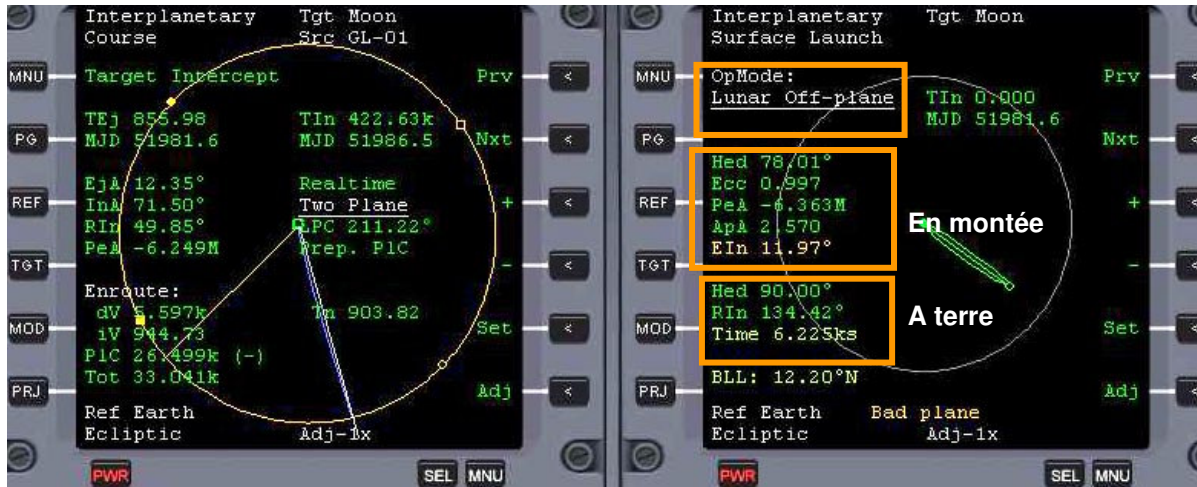 Interplanetary Tgt Moon
Course Src GL-01
MNU Target Intercept Prv <
TEj 855.98 TIn 422.63k
PG MJD 51981.6 MJD 51986.5 Nxt <
EjA 12.35° Realtime
REF InA 71.50° Two Plane + <
RIn 49.85° LPC 211.22°
PeA -6.249M Prep. PlC
TGT - <
Enroute:
dV 5.597k Tn 903.82
MOD iV 944.73 Set <
PlC 26.499k (-)
Tot 33.041k
PRJ Adj <
Ref Earth
Ecliptic Adj-1x
PWR SEL MNU
Interplanetary Tgt Moon
Surface Launch
MNU OpMode: Prv
Lunar Off-plane TIn 0.000
MJD 51981.6
PG Nxt
Hed 78.01°
Ecc 0.997
REF PeA -6.363M +
ApA 2.570 En montée
EIn 11.97°
TGT -
Hed 90.00°
RIn 134.42° A terre
MOD Time 6.225ks Set
BLL: 12.20°N
PRJ Adj
Ref Earth Bad plane
Ecliptic Adj-1x
PWR SEL MNU